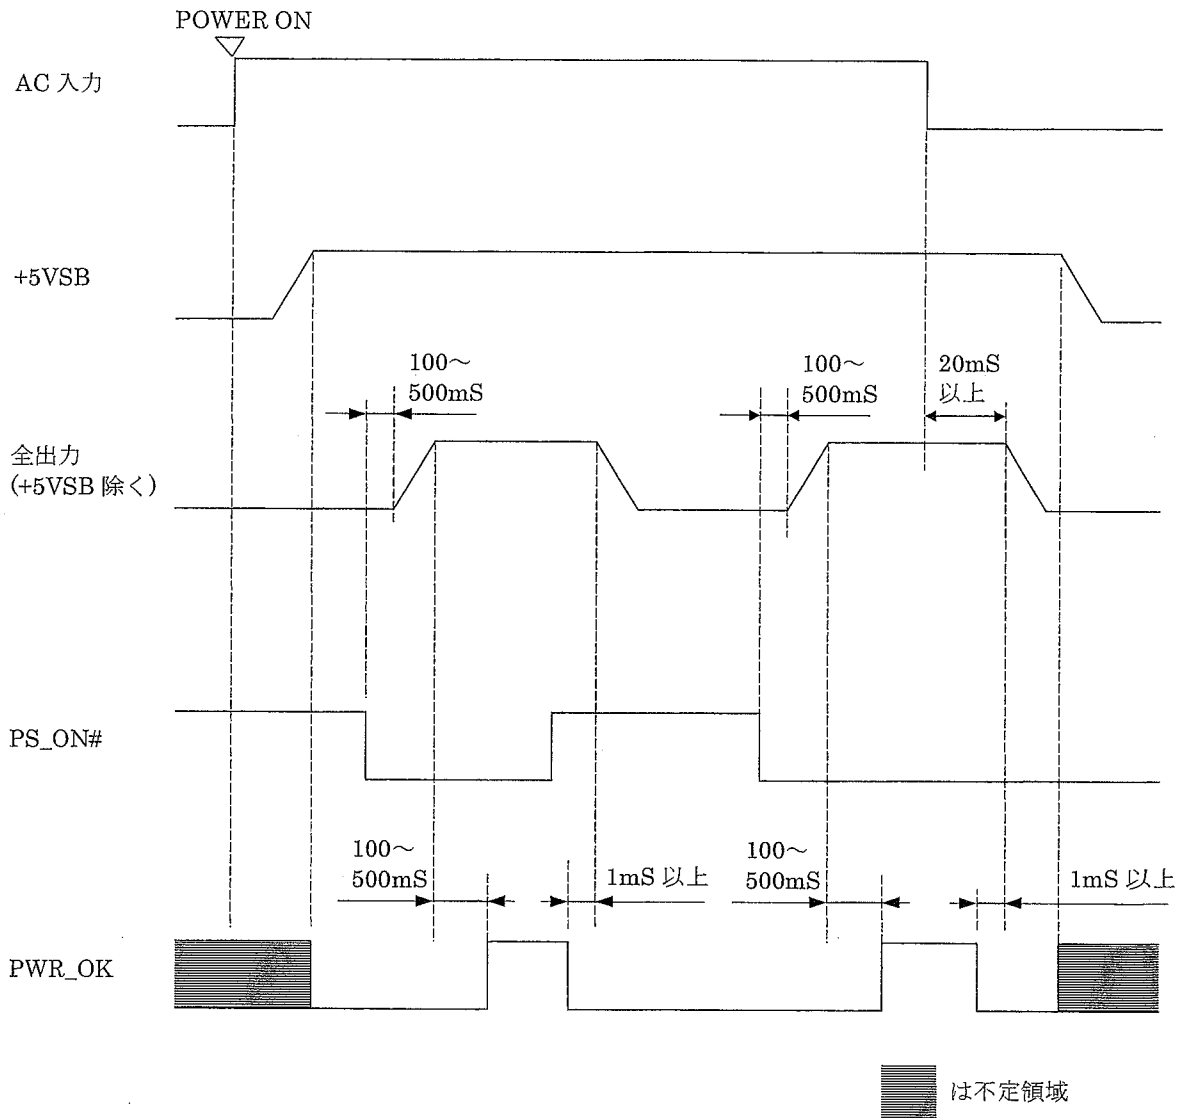 POWER ON
AC 入力
+5VSB
100～
500mS
100～
500mS
20mS
以上
全出力
(+5VSB 除く)
PS_ON#
100～
500mS
1mS 以上
100～
500mS
1mS 以上
PWR_OK
は不定領域